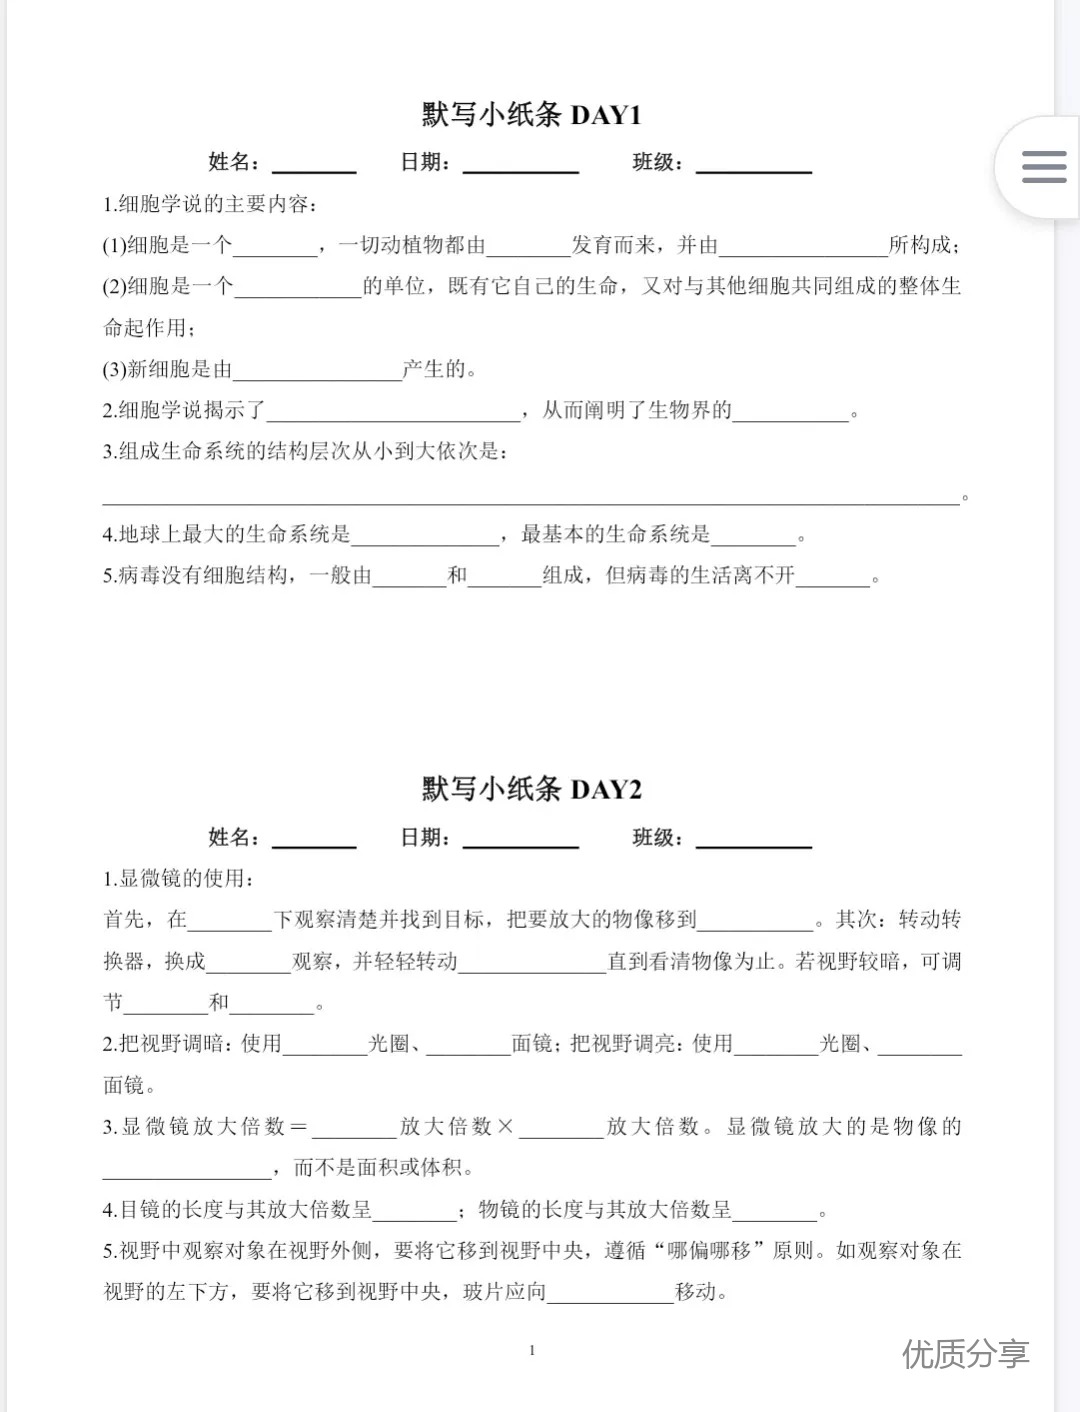 默写小纸条 DAY1
姓名：________ 日期：___________ 班级：___________
1.细胞学说的主要内容：
(1)细胞是一个________，一切动植物都由________发育而来，并由________________所构成；
(2)细胞是一个____________的单位，既有它自己的生命，又对与其他细胞共同组成的整体生
命起作用；
(3)新细胞是由________________产生的。
2.细胞学说揭示了________________________，从而阐明了生物界的___________。
3.组成生命系统的结构层次从小到大依次是：
_________________________________________________________________________________。
4.地球上最大的生命系统是______________，最基本的生命系统是________。
5.病毒没有细胞结构，一般由_______和_______组成，但病毒的生活离不开_______。
默写小纸条 DAY2
姓名：________ 日期：___________ 班级：___________
1.显微镜的使用：
首先，在________下观察清楚并找到目标，把要放大的物像移到___________。其次：转动转
换器，换成________观察，并轻轻转动______________直到看清物像为止。若视野较暗，可调
节________和________。
2.把视野调暗：使用________光圈、________面镜；把视野调亮：使用________光圈、________
面镜。
3.显微镜放大倍数＝________放大倍数×________放大倍数。显微镜放大的是物像的
________________，而不是面积或体积。
4.目镜的长度与其放大倍数呈________；物镜的长度与其放大倍数呈________。
5.视野中观察对象在视野外侧，要将它移到视野中央，遵循“哪偏哪移”原则。如观察对象在
视野的左下方，要将它移到视野中央，玻片应向____________移动。
1
优质分享